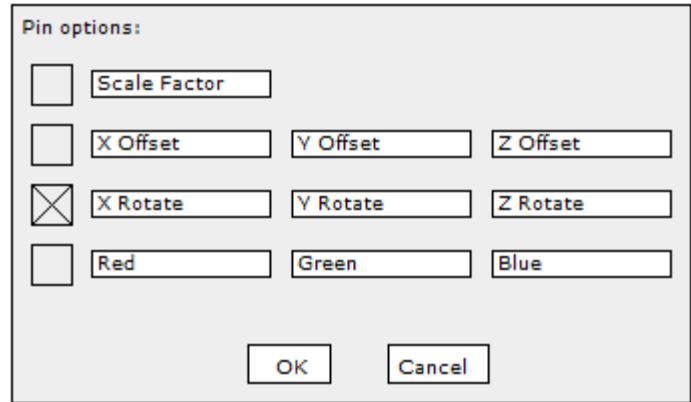 Pin options:
Scale Factor
X Offset Y Offset Z Offset
X Rotate Y Rotate Z Rotate
Red Green Blue
OK Cancel